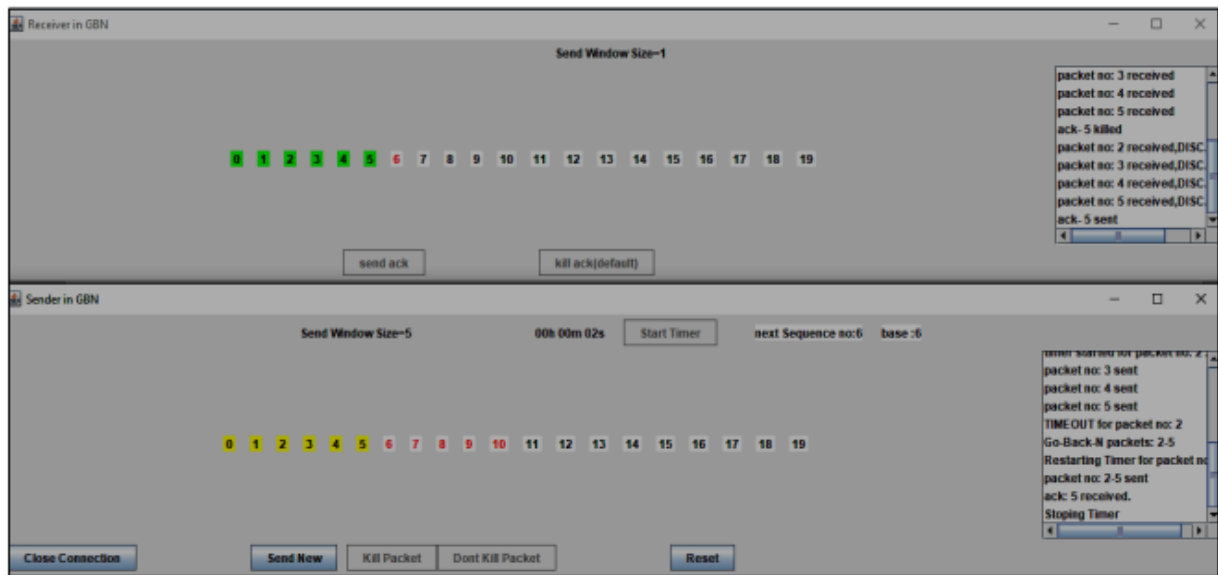 Receiver in GBN
Send Window Size=1
packet no: 3 received
packet no: 4 received
packet no: 5 received
ack- 5 killed
packet no: 2 received,DISC.
packet no: 3 received,DISC.
packet no: 4 received,DISC.
packet no: 5 received,DISC.
ack- 5 sent
0 1 2 3 4 5 6 7 8 9 10 11 12 13 14 15 16 17 18 19
send ack kill ack(default)
Sender in GBN
Send Window Size=5 00h 00m 02s Start Timer next Sequence no:6 base :6
timer started for packet no: 2
packet no: 3 sent
packet no: 4 sent
packet no: 5 sent
TIMEOUT for packet no: 2
Go-Back-N packets: 2-5
Restarting Timer for packet no
packet no: 2-5 sent
ack: 5 received.
Stoping Timer
0 1 2 3 4 5 6 7 8 9 10 11 12 13 14 15 16 17 18 19
Close Connection Send New Kill Packet Dont Kill Packet Reset